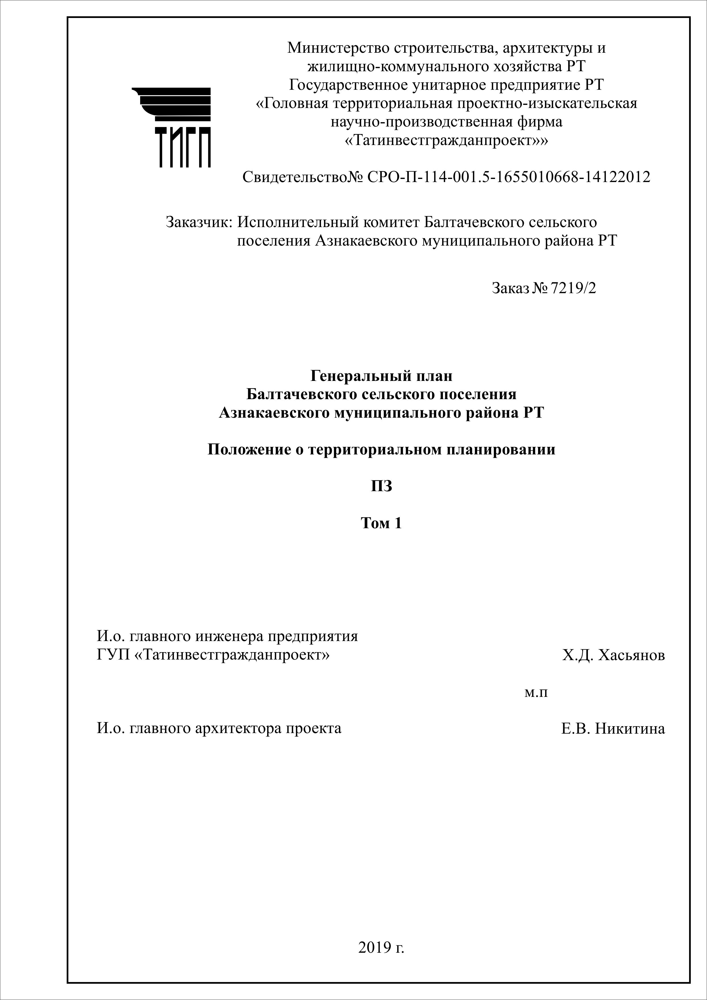 Министерство строительства, архитектуры и
жилищно-коммунального хозяйства РТ
Государственное унитарное предприятие РТ
«Головная территориальная проектно-изыскательская
научно-производственная фирма
«Татинвестгражданпроект»»
ТИГП
Свидетельство№ СРО-П-114-001.5-1655010668-14122012
Заказчик: Исполнительный комитет Балтачевского сельского
поселения Азнакаевского муниципального района РТ
Заказ № 7219/2
Генеральный план
Балтачевского сельского поселения
Азнакаевского муниципального района РТ
Положение о территориальном планировании
ПЗ
Том 1
И.о. главного инженера предприятия
ГУП «Татинвестгражданпроект» Х.Д. Хасьянов
м.п
И.о. главного архитектора проекта Е.В. Никитина
2019 г.